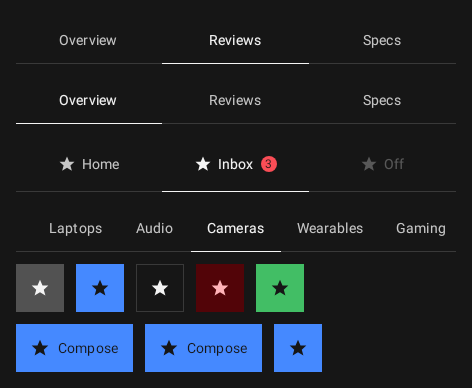 Overview Reviews Specs
Overview Reviews Specs
Home Inbox 3 Off
Laptops Audio Cameras Wearables Gaming
Compose Compose